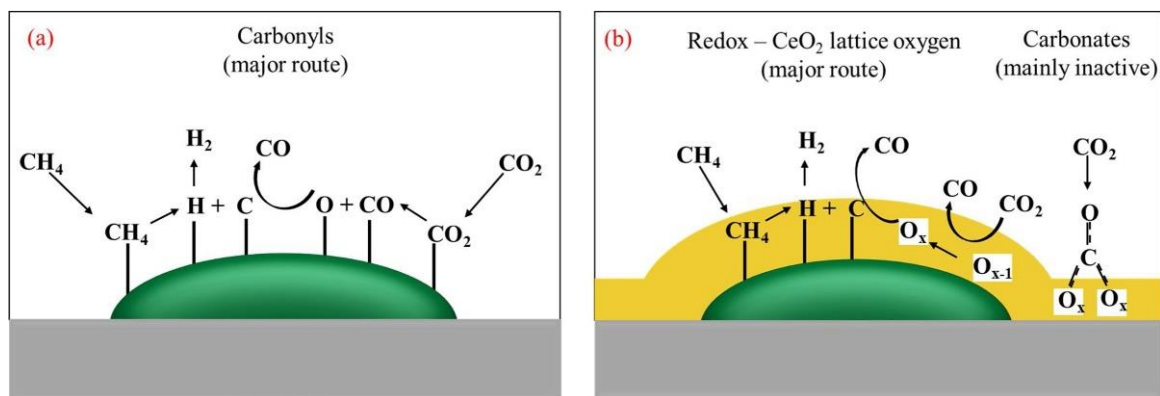 (a)
Carbonyls
(major route)
H₂
CO
CH₄
CO₂
H + C
O + CO
CH₄
CO₂
(b)
Redox – CeO₂ lattice oxygen
(major route)
Carbonates
(mainly inactive)
H₂
CO
CH₄
CO₂
CO
CO₂
H + C
O
CH₄
Oₓ
Oₓ₋₁
C
Oₓ Oₓ